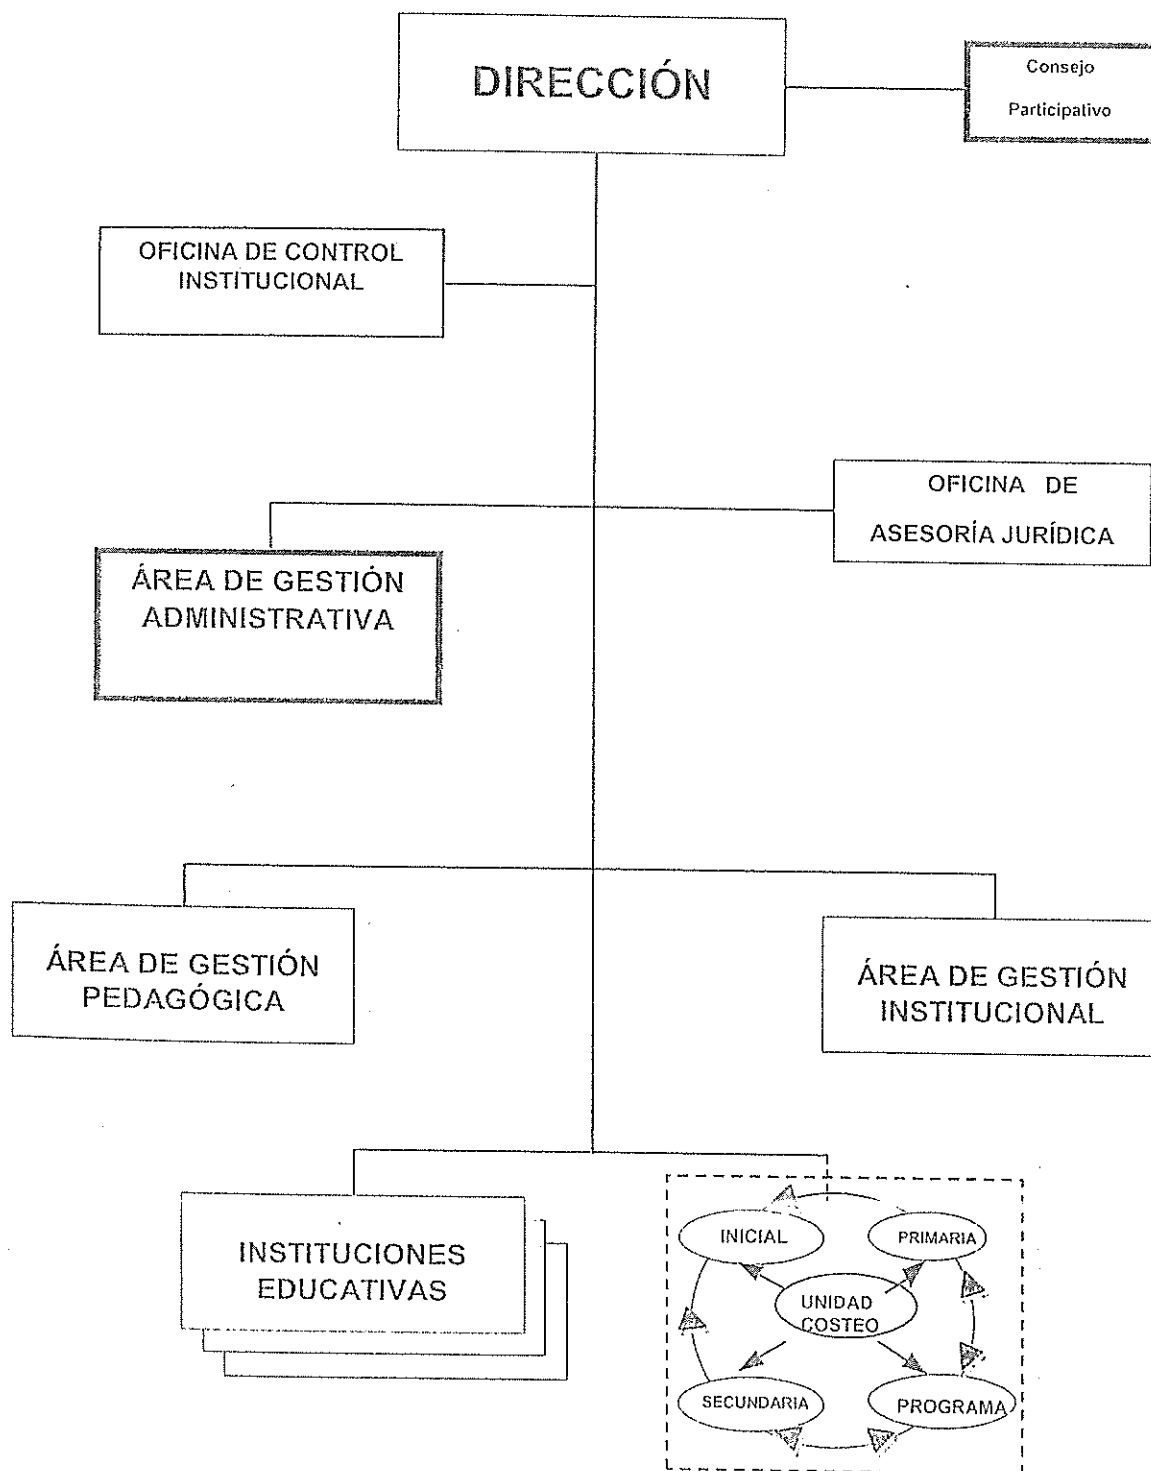 DIRECCIÓN
Consejo
Participativo
OFICINA DE CONTROL
INSTITUCIONAL
OFICINA DE
ASESORÍA JURÍDICA
ÁREA DE GESTIÓN
ADMINISTRATIVA
ÁREA DE GESTIÓN
PEDAGÓGICA
ÁREA DE GESTIÓN
INSTITUCIONAL
INSTITUCIONES
EDUCATIVAS
INICIAL
PRIMARIA
UNIDAD
COSTEO
SECUNDARIA
PROGRAMA